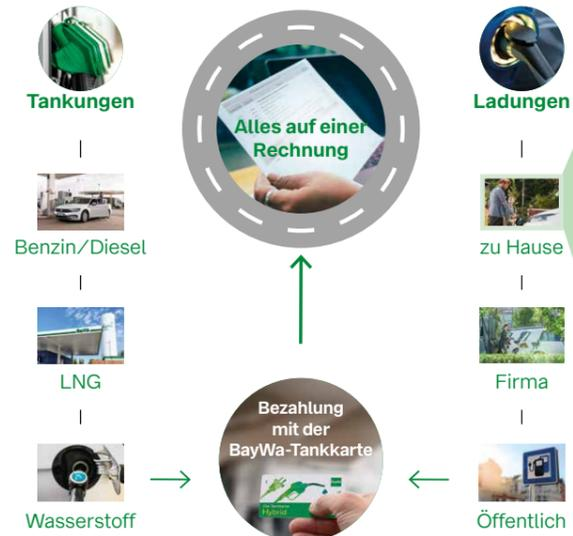 Tankungen
Benzin/Diesel
LNG
Wasserstoff
Alles auf einer
Rechnung
Bezahlung
mit der
BayWa-Tankkarte
Hybrid
Ladungen
zu Hause
Firma
Öffentlich